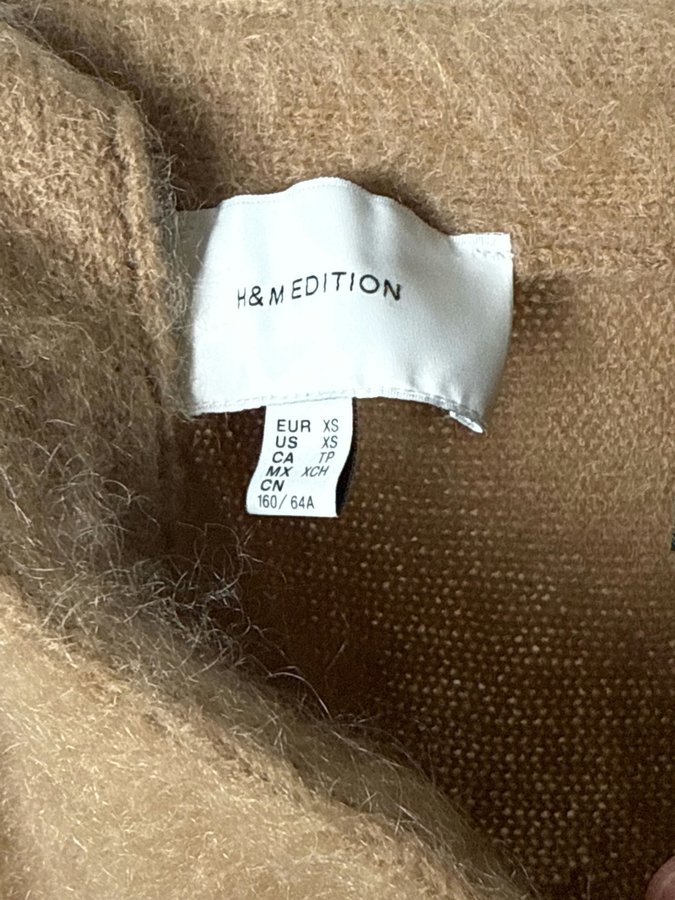 H&M EDITION
EUR XS
US XS
CA TP
MX XCH
CN
160/64A